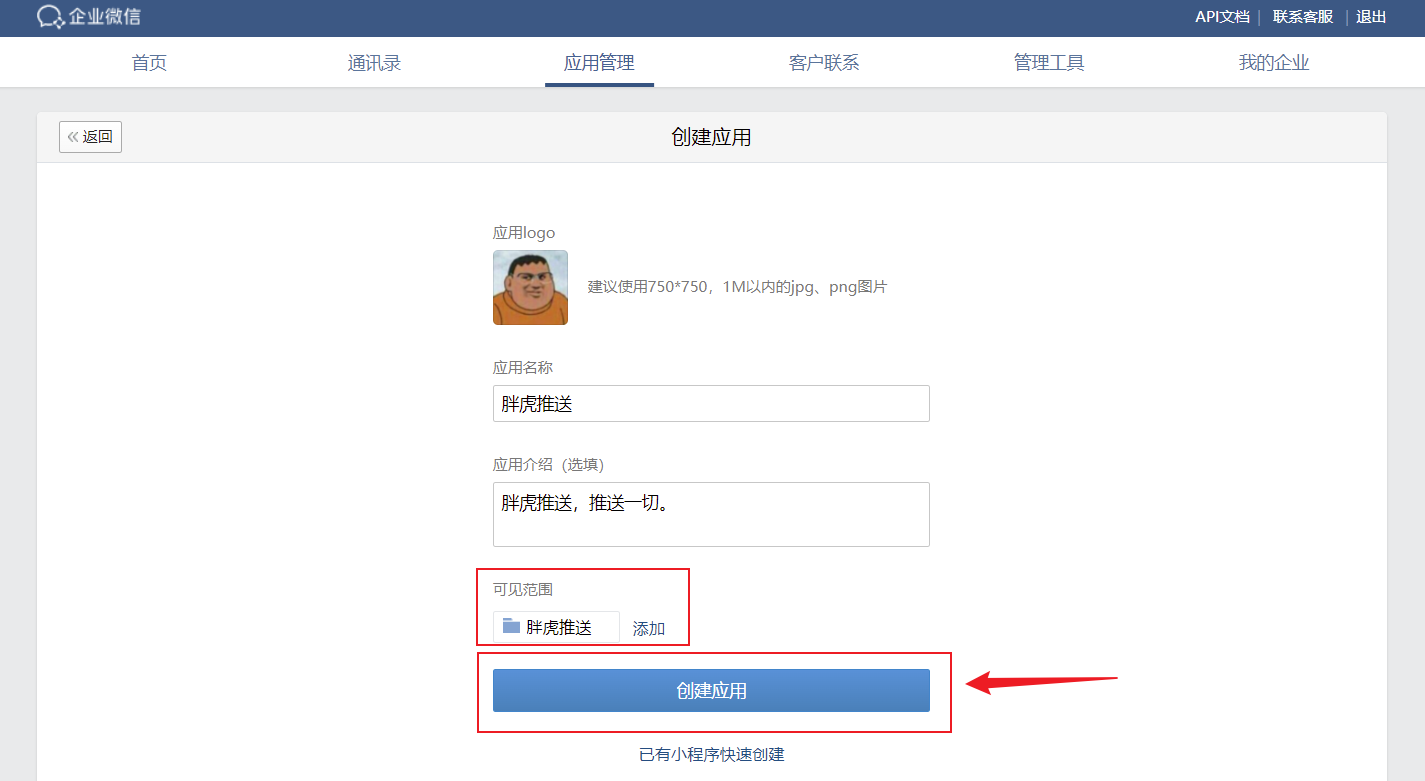 企业微信 API文档 | 联系客服 | 退出
首页 通讯录 应用管理 客户联系 管理工具 我的企业
<< 返回 创建应用
应用logo
建议使用750*750，1M以内的jpg、png图片
应用名称
胖虎推送
应用介绍（选填）
胖虎推送，推送一切。
可见范围
胖虎推送 添加
创建应用
已有小程序快速创建